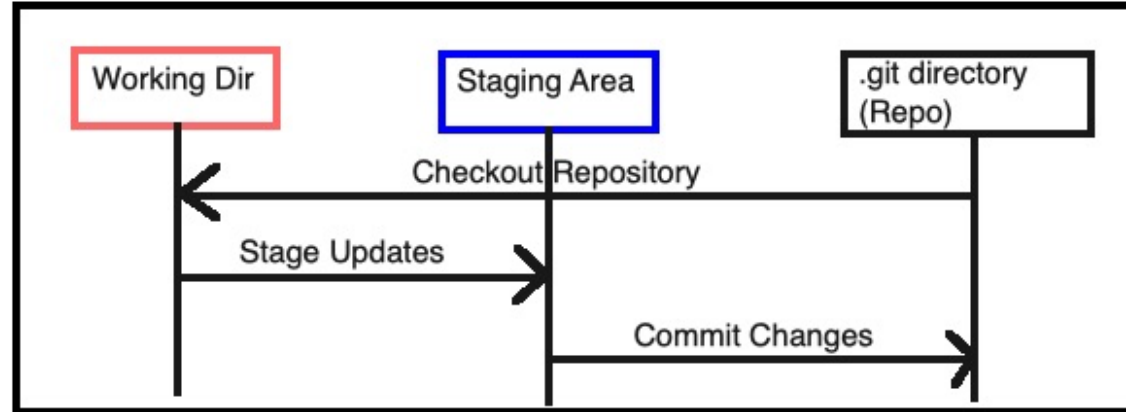 Working Dir
Staging Area
.git directory
(Repo)
Checkout Repository
Stage Updates
Commit Changes